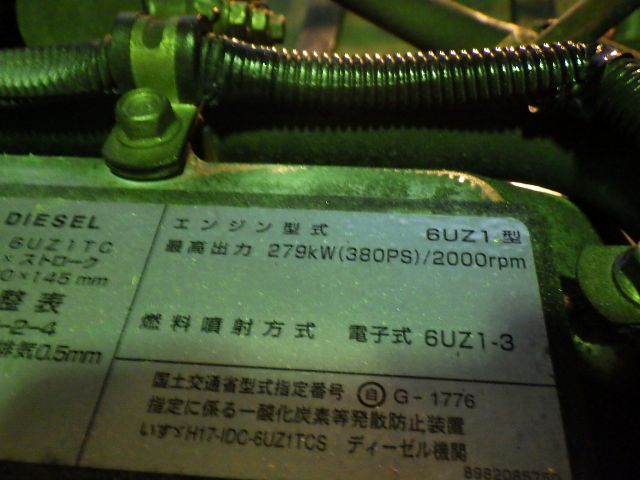 DIESEL
6UZ1TC
× ストローク
0×145mm
整表
-2-4
排気0.5mm
エンジン型式 6UZ1型
最高出力 279kW(380PS)/2000rpm
燃料噴射方式 電子式 6UZ1-3
国土交通省型式指定番号 自 G-1776
指定に係る一酸化炭素等発散防止装置
いすゞH17-IDC-6UZ1TCS ディーゼル機関